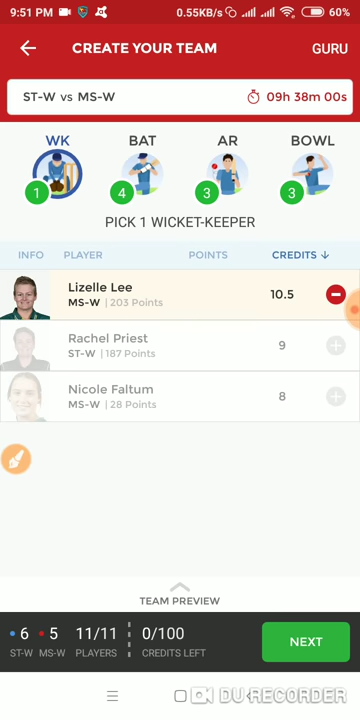 9:51 PM 0.55KB/s 60%
CREATE YOUR TEAM GURU
ST-W vs MS-W 09h 38m 00s
WK BAT AR BOWL
1 4 3 3
PICK 1 WICKET-KEEPER
INFO PLAYER POINTS CREDITS ↓
Lizelle Lee
MS-W | 203 Points 10.5
Rachel Priest
ST-W | 187 Points 9
Nicole Faltum
MS-W | 28 Points 8
TEAM PREVIEW
6 5 11/11 0/100 NEXT
ST-W MS-W PLAYERS CREDITS LEFT
DU RECORDER